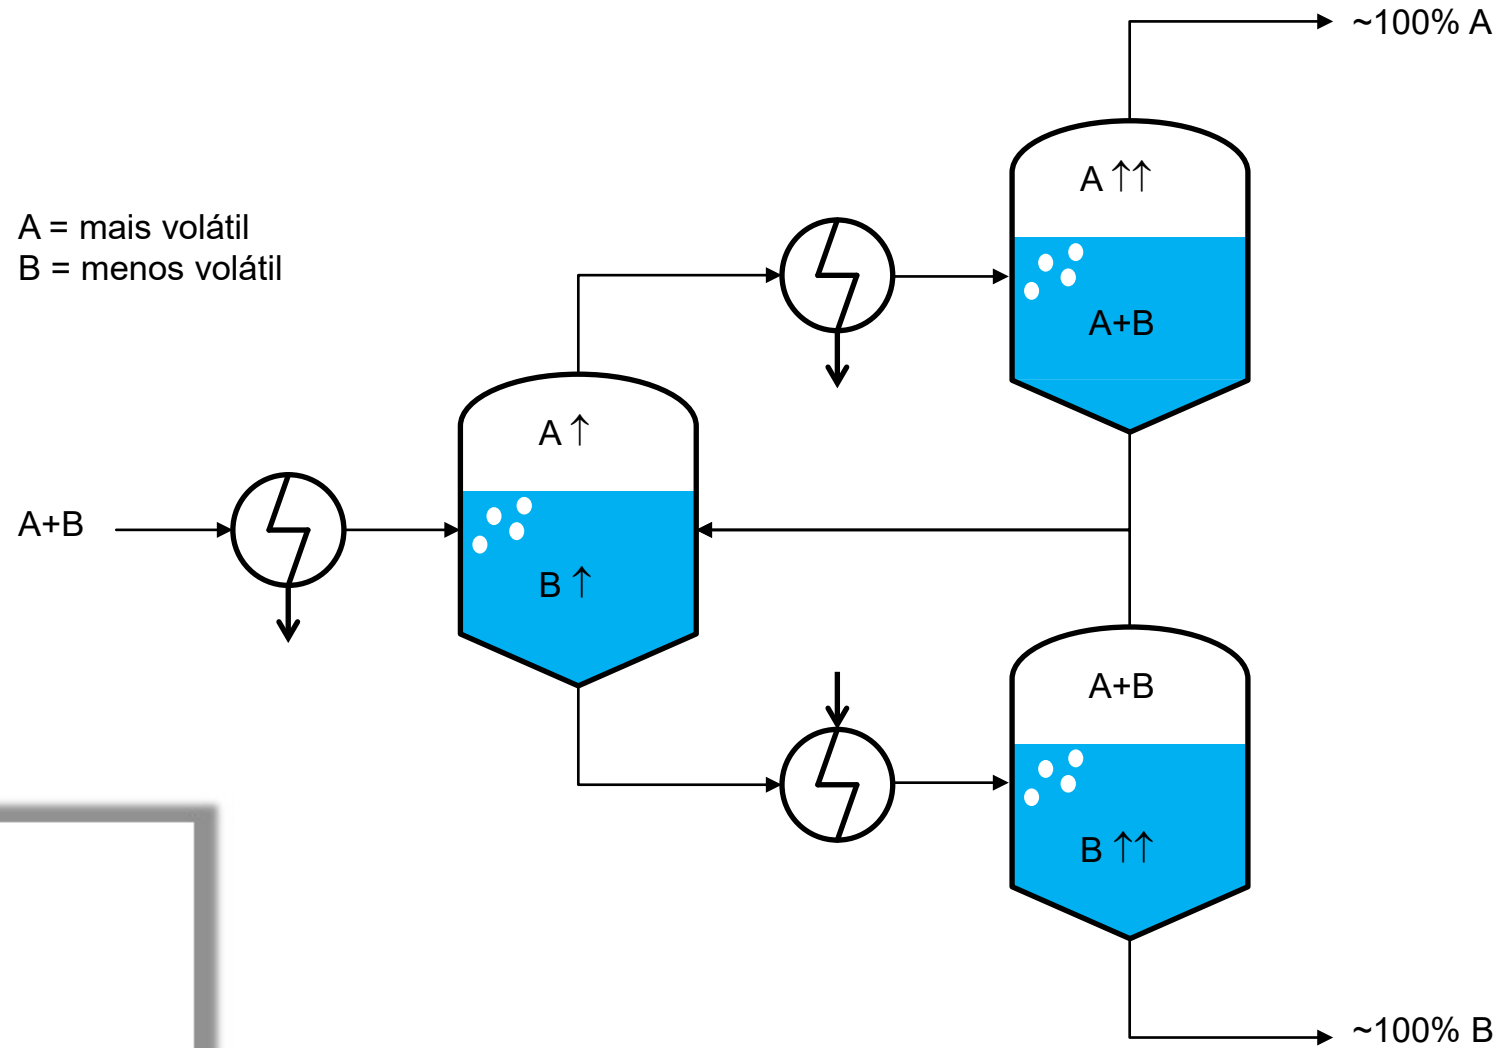 ~100% A
A ↑↑
A = mais volátil
B = menos volátil
A+B
A ↑
A+B
B ↑
A+B
B ↑↑
~100% B